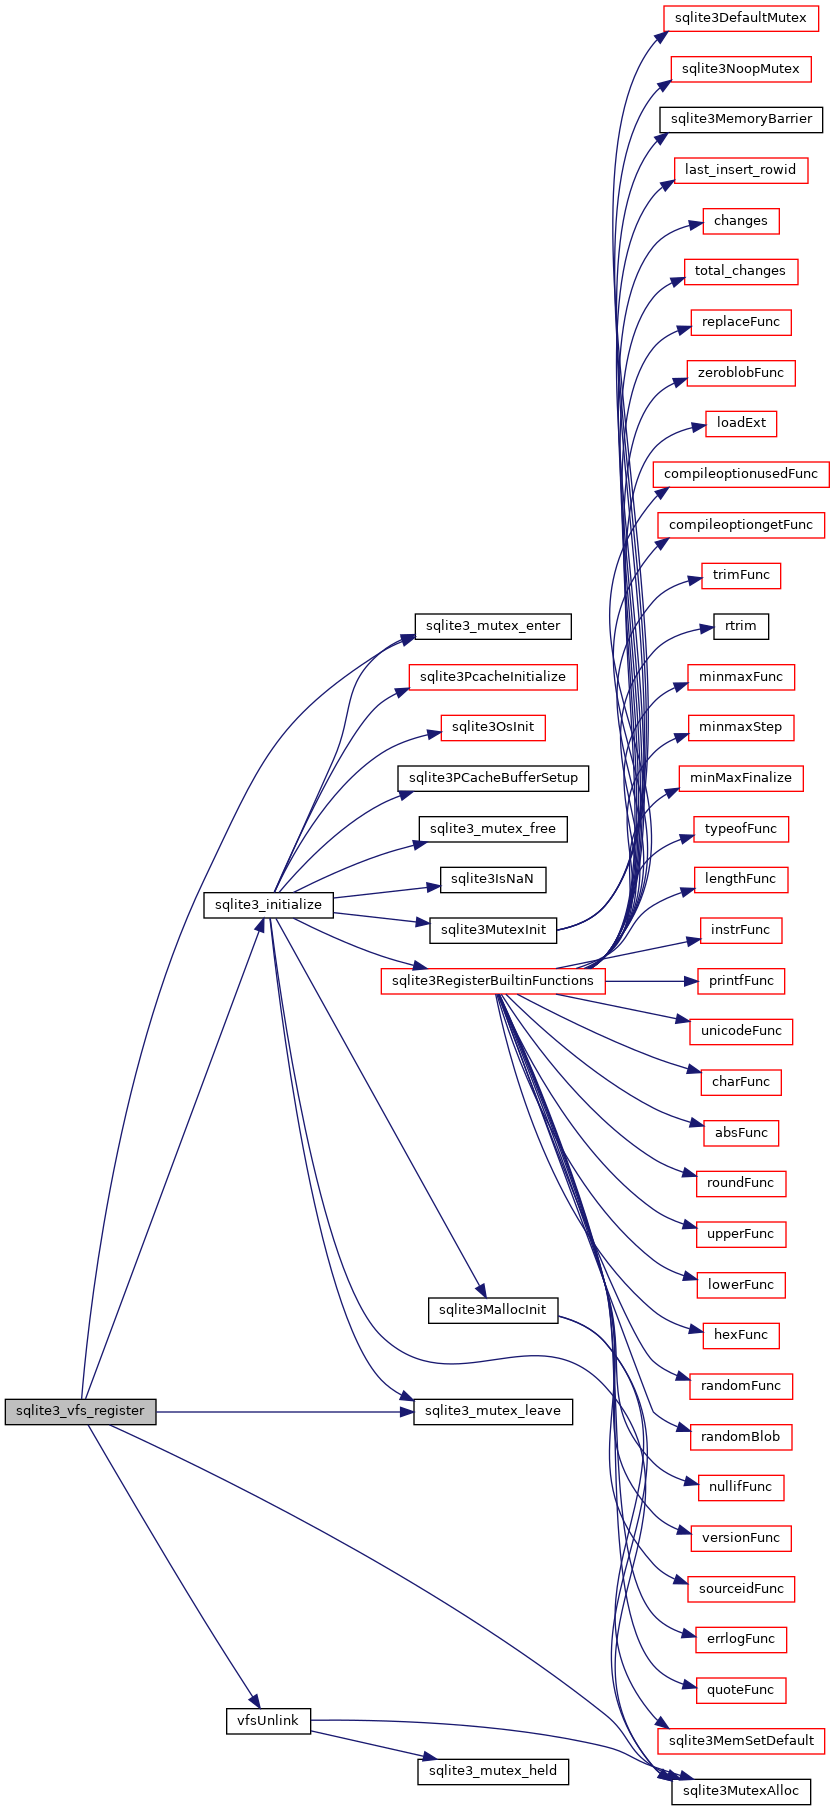 sqlite3DefaultMutex
sqlite3NoopMutex
sqlite3MemoryBarrier
last_insert_rowid
changes
total_changes
replaceFunc
zeroblobFunc
loadExt
compileoptionusedFunc
compileoptiongetFunc
trimFunc
rtrim
sqlite3_mutex_enter
minmaxFunc
sqlite3PcacheInitialize
minmaxStep
sqlite3OsInit
minMaxFinalize
sqlite3PCacheBufferSetup
typeofFunc
sqlite3_mutex_free
lengthFunc
sqlite3IsNaN
sqlite3_initialize
instrFunc
sqlite3MutexInit
printfFunc
sqlite3RegisterBuiltinFunctions
unicodeFunc
charFunc
absFunc
roundFunc
upperFunc
lowerFunc
sqlite3MallocInit
hexFunc
randomFunc
sqlite3_vfs_register
sqlite3_mutex_leave
randomBlob
nullifFunc
versionFunc
sourceidFunc
errlogFunc
quoteFunc
vfsUnlink
sqlite3MemSetDefault
sqlite3_mutex_held
sqlite3MutexAlloc